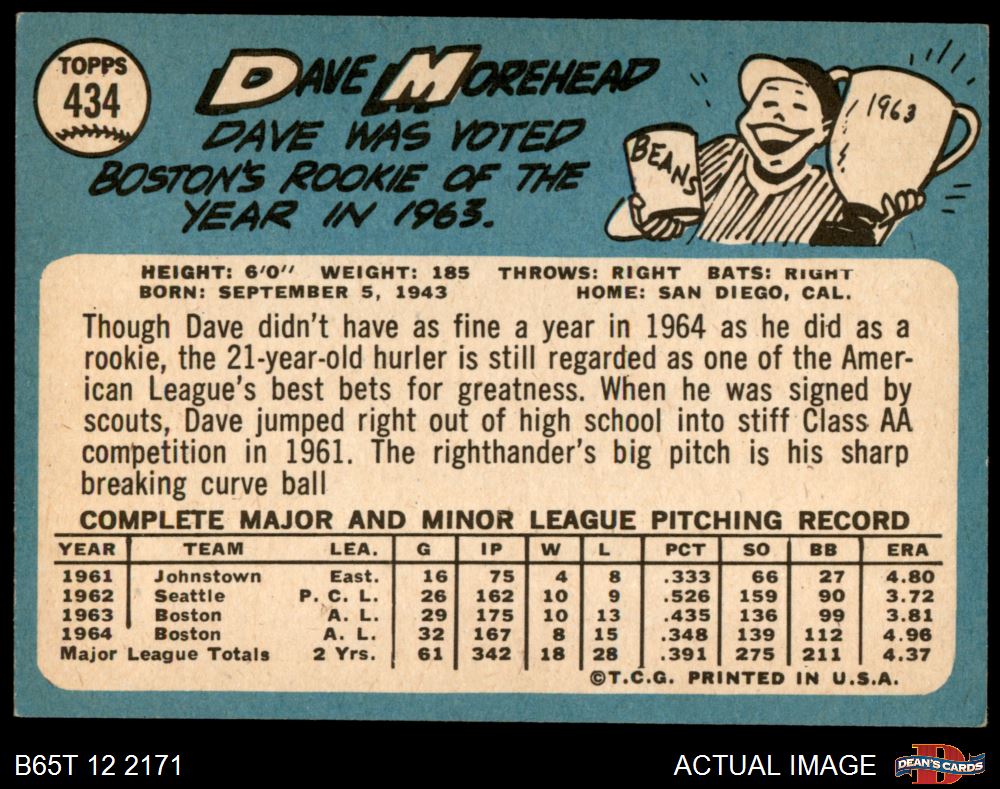 TOPPS
434
DAVE MOREHEAD
DAVE WAS VOTED
BOSTON'S ROOKIE OF THE
YEAR IN 1963.
BEANS
1963
HEIGHT: 6'0" WEIGHT: 185 THROWS: RIGHT BATS: RIGHT
BORN: SEPTEMBER 5, 1943 HOME: SAN DIEGO, CAL.
Though Dave didn't have as fine a year in 1964 as he did as a
rookie, the 21-year-old hurler is still regarded as one of the Amer-
ican League's best bets for greatness. When he was signed by
scouts, Dave jumped right out of high school into stiff Class AA
competition in 1961. The righthander's big pitch is his sharp
breaking curve ball
COMPLETE MAJOR AND MINOR LEAGUE PITCHING RECORD
YEAR TEAM LEA. G IP W L PCT SO BB ERA
1961 Johnstown East. 16 75 4 8 .333 66 27 4.80
1962 Seattle P. C. L. 26 162 10 9 .526 159 90 3.72
1963 Boston A. L. 29 175 10 13 .435 136 99 3.81
1964 Boston A. L. 32 167 8 15 .348 139 112 4.96
Major League Totals 2 Yrs. 61 342 18 28 .391 275 211 4.37
©T.C.G. PRINTED IN U.S.A.
B65T 12 2171 ACTUAL IMAGE DEAN'S CARDS